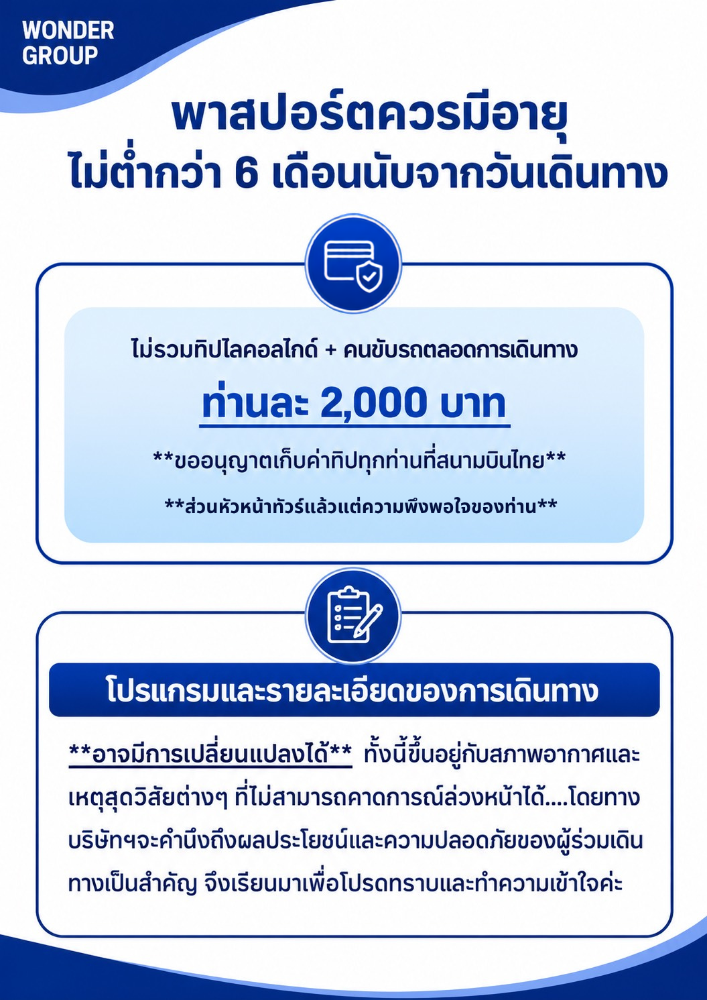 WONDER
GROUP
พาสปอร์ตควรมีอายุ
ไม่ต่ำกว่า 6 เดือนนับจากวันเดินทาง
ไม่รวมทิปไลคอลไกด์ + คนขับรถตลอดการเดินทาง
ท่านละ 2,000 บาท
**ขออนุญาตเก็บค่าทิปทุกท่านที่สนามบินไทย**
**ส่วนหัวหน้าทัวร์แล้วแต่ความพึงพอใจของท่าน**
โปรแกรมและรายละเอียดของการเดินทาง
**อาจมีการเปลี่ยนแปลงได้** ทั้งนี้ขึ้นอยู่กับสภาพอากาศและ
เหตุสุดวิสัยต่างๆ ที่ไม่สามารถคาดการณ์ล่วงหน้าได้....โดยทาง
บริษัทฯจะคำนึงถึงผลประโยชน์และความปลอดภัยของผู้ร่วมเดิน
ทางเป็นสำคัญ จึงเรียนมาเพื่อโปรดทราบและทำความเข้าใจค่ะ